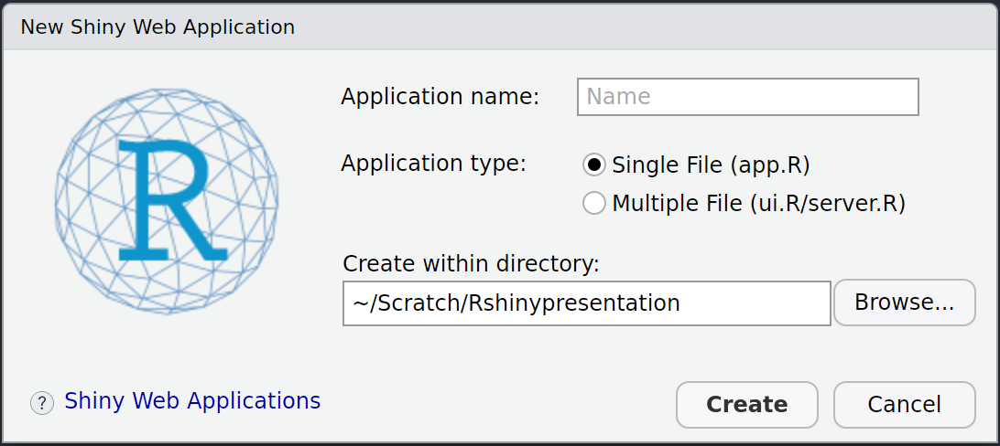 New Shiny Web Application
R
Application name: Name
Application type: Single File (app.R)
Multiple File (ui.R/server.R)
Create within directory:
~/Scratch/Rshinypresentation Browse...
? Shiny Web Applications Create Cancel